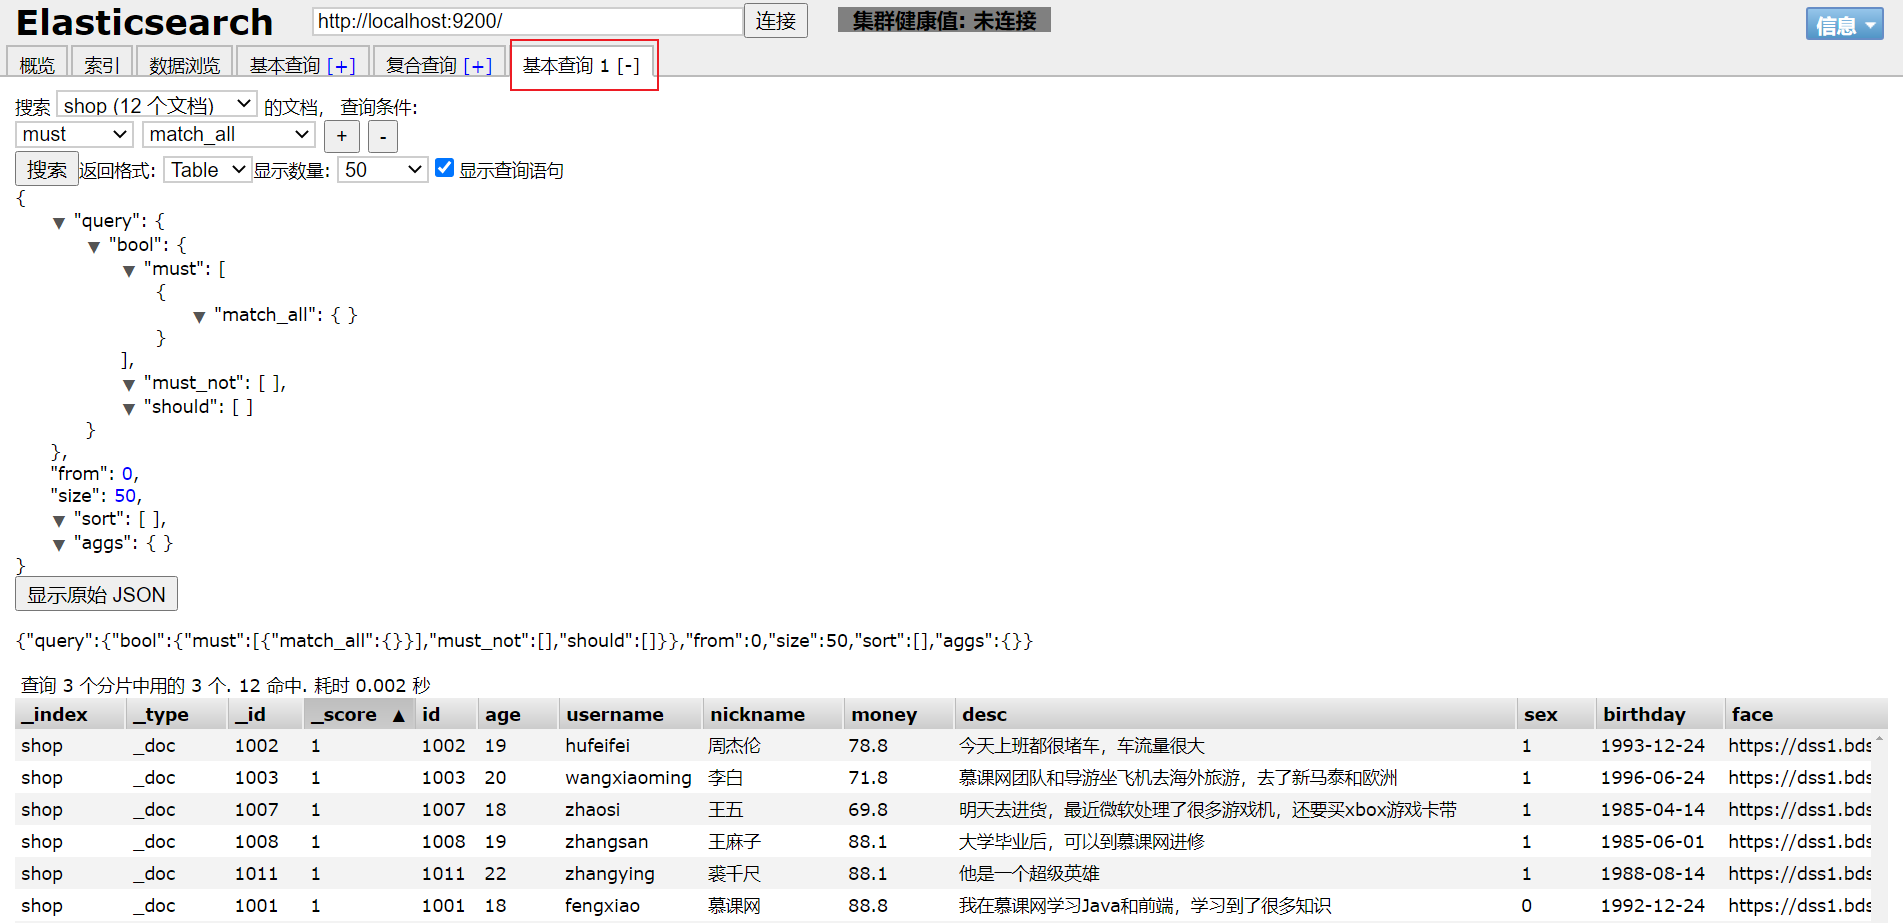 Elasticsearch http://localhost:9200/ 连接 集群健康值: 未连接 信息
概览 索引 数据浏览 基本查询 [+] 复合查询 [+] 基本查询 1 [-]
搜索 shop (12 个文档) 的文档， 查询条件:
must match_all + -
搜索 返回格式: Table 显示数量: 50 显示查询语句
{
▼ "query": {
▼ "bool": {
▼ "must": [
{
▼ "match_all": { }
}
],
▼ "must_not": [ ],
▼ "should": [ ]
}
},
"from": 0,
"size": 50,
▼ "sort": [ ],
▼ "aggs": { }
}
显示原始 JSON
{"query":{"bool":{"must":[{"match_all":{}}],"must_not":[],"should":[]}},"from":0,"size":50,"sort":[],"aggs":{}}
查询 3 个分片中用的 3 个. 12 命中. 耗时 0.002 秒
_index _type _id _score ▲ id age username nickname money desc sex birthday face
shop _doc 1002 1 1002 19 hufeifei 周杰伦 78.8 今天上班都很堵车，车流量很大 1 1993-12-24 https://dss1.bds
shop _doc 1003 1 1003 20 wangxiaoming 李白 71.8 慕课网团队和导游坐飞机去海外旅游，去了新马泰和欧洲 1 1996-06-24 https://dss1.bds
shop _doc 1007 1 1007 18 zhaosi 王五 69.8 明天去进货，最近微软处理了很多游戏机，还要买xbox游戏卡带 1 1985-04-14 https://dss1.bds
shop _doc 1008 1 1008 19 zhangsan 王麻子 88.1 大学毕业后，可以到慕课网进修 1 1985-06-01 https://dss1.bds
shop _doc 1011 1 1011 22 zhangying 裘千尺 88.1 他是一个超级英雄 1 1988-08-14 https://dss1.bds
shop _doc 1001 1 1001 18 fengxiao 慕课网 88.8 我在慕课网学习Java和前端，学习到了很多知识 0 1992-12-24 https://dss1.bds